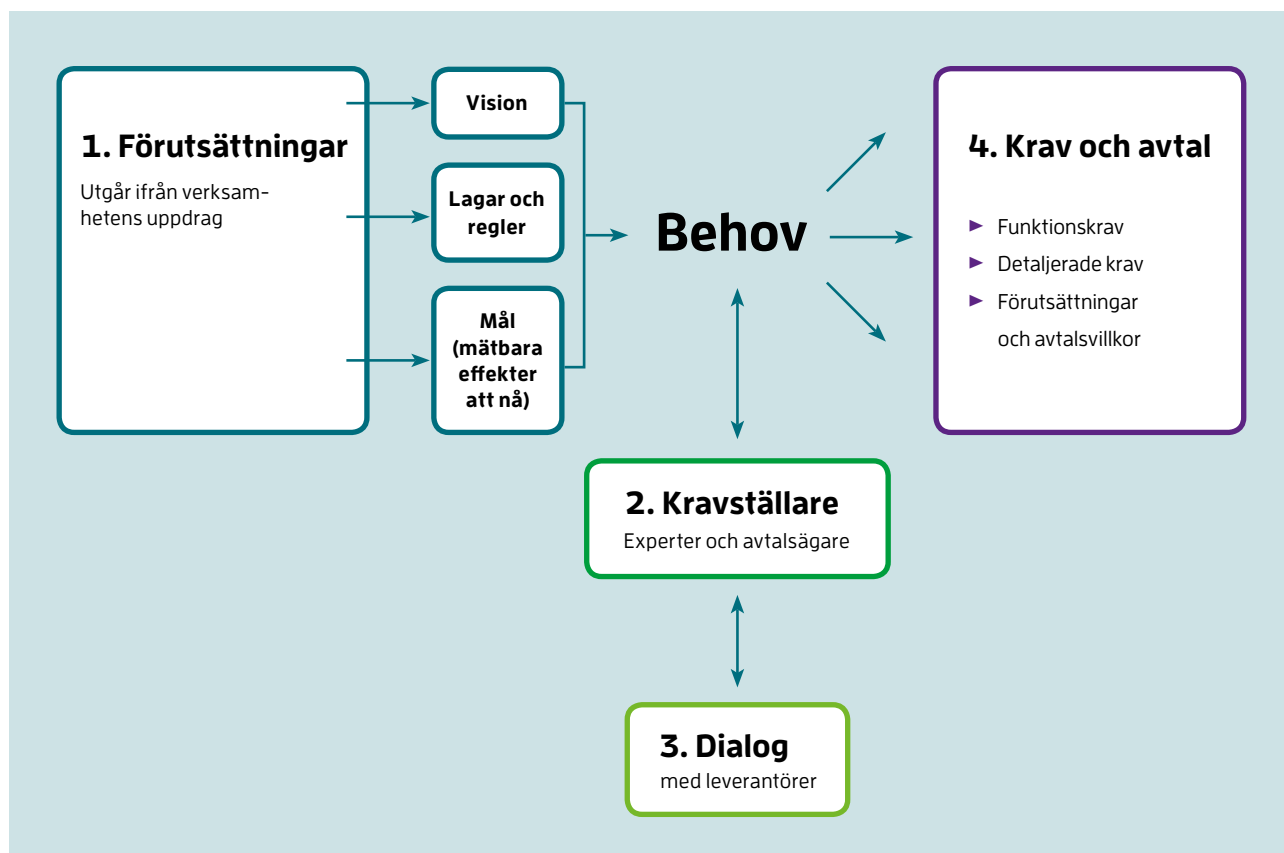 1. Förutsättningar
Utgår ifrån verksam-
hetens uppdrag
Vision
Lagar och
regler
Mål
(mätbara
effekter
att nå)
Behov
4. Krav och avtal
► Funktionskrav
► Detaljerade krav
► Förutsättningar
och avtalsvillkor
2. Kravställare
Experter och avtalsägare
3. Dialog
med leverantörer